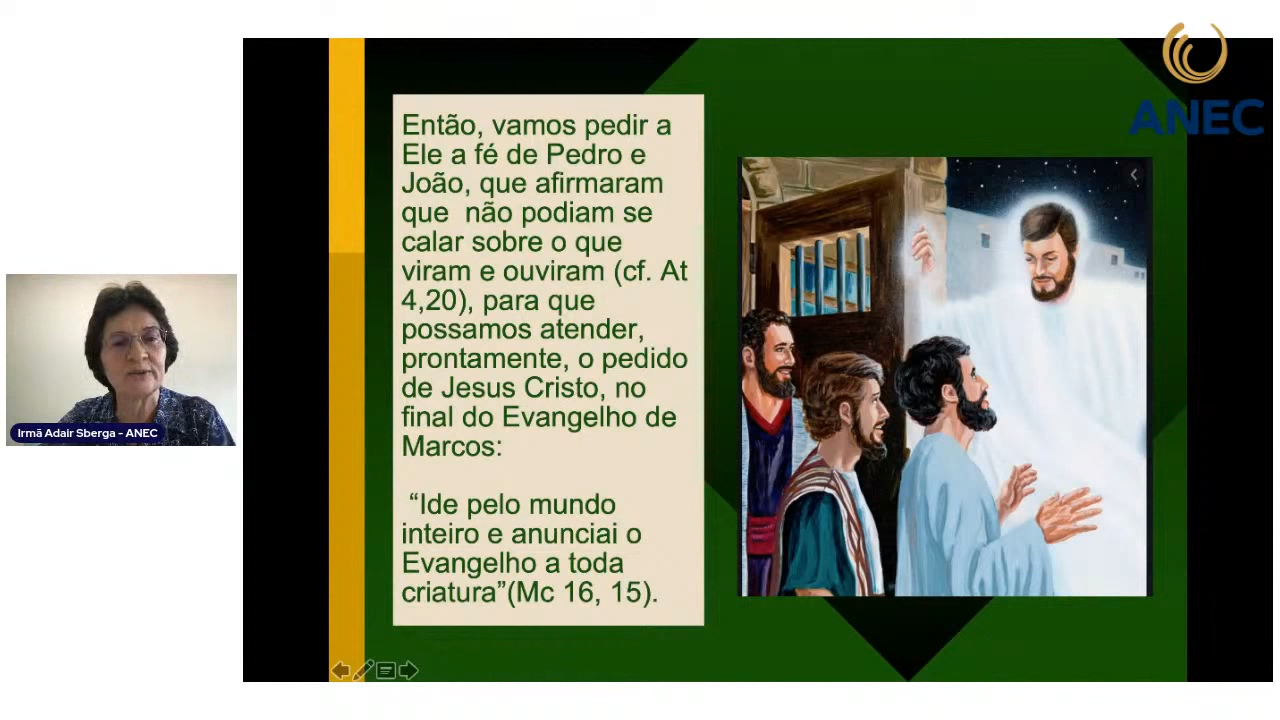 ANEC
Então, vamos pedir a
Ele a fé de Pedro e
João, que afirmaram
que  não podiam se
calar sobre o que
viram e ouviram (cf. At
4,20), para que
possamos atender,
prontamente, o pedido
de Jesus Cristo, no
final do Evangelho de
Marcos:
“Ide pelo mundo
inteiro e anunciai o
Evangelho a toda
criatura”(Mc 16, 15).
Irmã Adair Sberga - ANEC